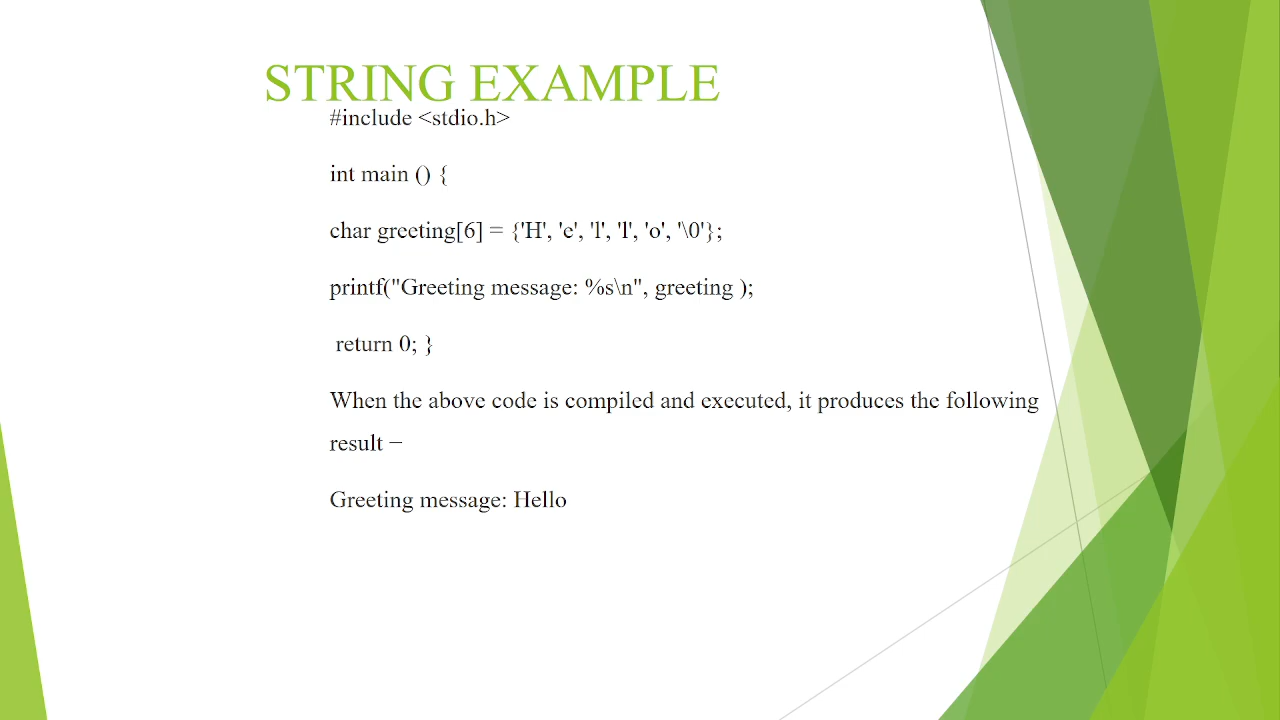 STRING EXAMPLE
#include <stdio.h>
int main () {
char greeting[6] = {'H', 'e', 'l', 'l', 'o', '\0'};
printf("Greeting message: %s\n", greeting );
return 0; }
When the above code is compiled and executed, it produces the following
result −
Greeting message: Hello